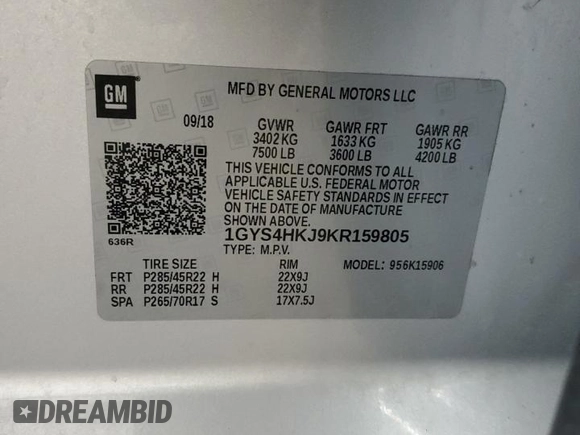 GM
MFD BY GENERAL MOTORS LLC
09/18 GVWR GAWR FRT GAWR RR
3402 KG 1633 KG 1905 KG
7500 LB 3600 LB 4200 LB
THIS VEHICLE CONFORMS TO ALL
APPLICABLE U.S. FEDERAL MOTOR
VEHICLE SAFETY STANDARDS IN EFFECT
ON THE DATE OF MANUFACTURE
SHOWN ABOVE.
636R
1GYS4HKJ9KR159805
TYPE: M.P.V.
TIRE SIZE RIM MODEL: 956K15906
FRT P285/45R22 H 22X9J
RR P285/45R22 H 22X9J
SPA P265/70R17 S 17X7.5J
DREAMBID